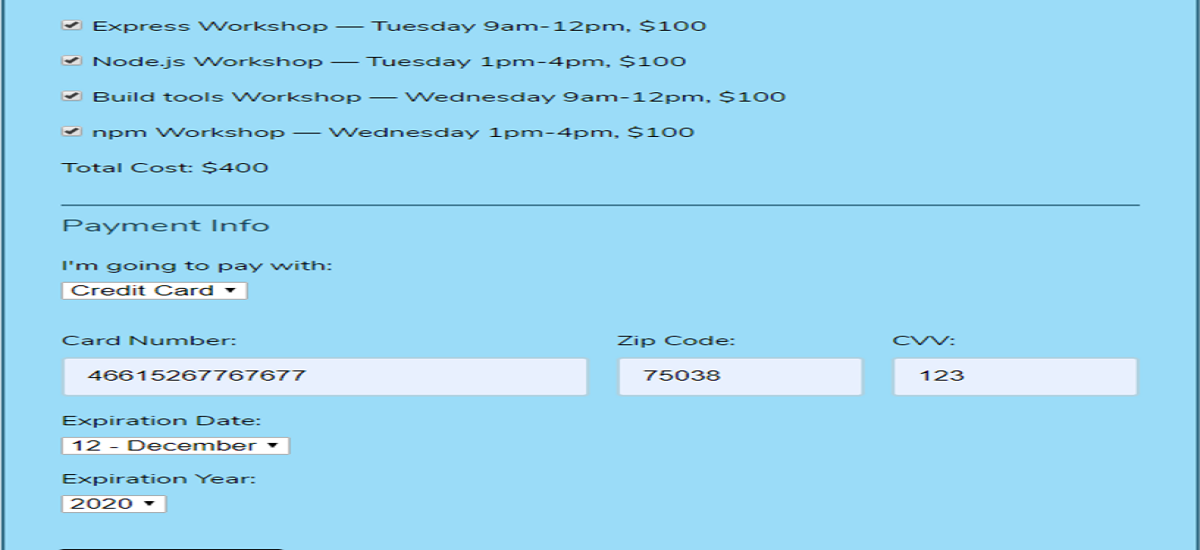 Express Workshop — Tuesday 9am-12pm, $100
Node.js Workshop — Tuesday 1pm-4pm, $100
Build tools Workshop — Wednesday 9am-12pm, $100
npm Workshop — Wednesday 1pm-4pm, $100
Total Cost: $400
Payment Info
I'm going to pay with:
Credit Card
Card Number: Zip Code: CVV:
46615267767677 75038 123
Expiration Date:
12 - December
Expiration Year:
2020